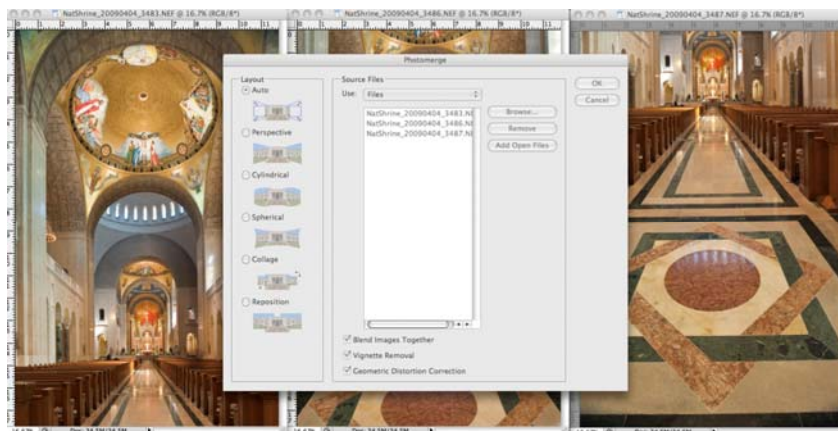 NatShrine_20090404_3483.NEF @ 16.7% (RGB/8*)
NatShrine_20090404_3486.NEF @ 16.7% (RGB/8*)
NatShrine_20090404_3487.NEF @ 16.7% (RGB/8*)
Photomerge
Layout
Auto
Perspective
Cylindrical
Spherical
Collage
Reposition
Source Files
Use: Files
NatShrine_20090404_3483.NE
NatShrine_20090404_3486.NE
NatShrine_20090404_3487.NE
Browse...
Remove
Add Open Files
OK
Cancel
Blend Images Together
Vignette Removal
Geometric Distortion Correction